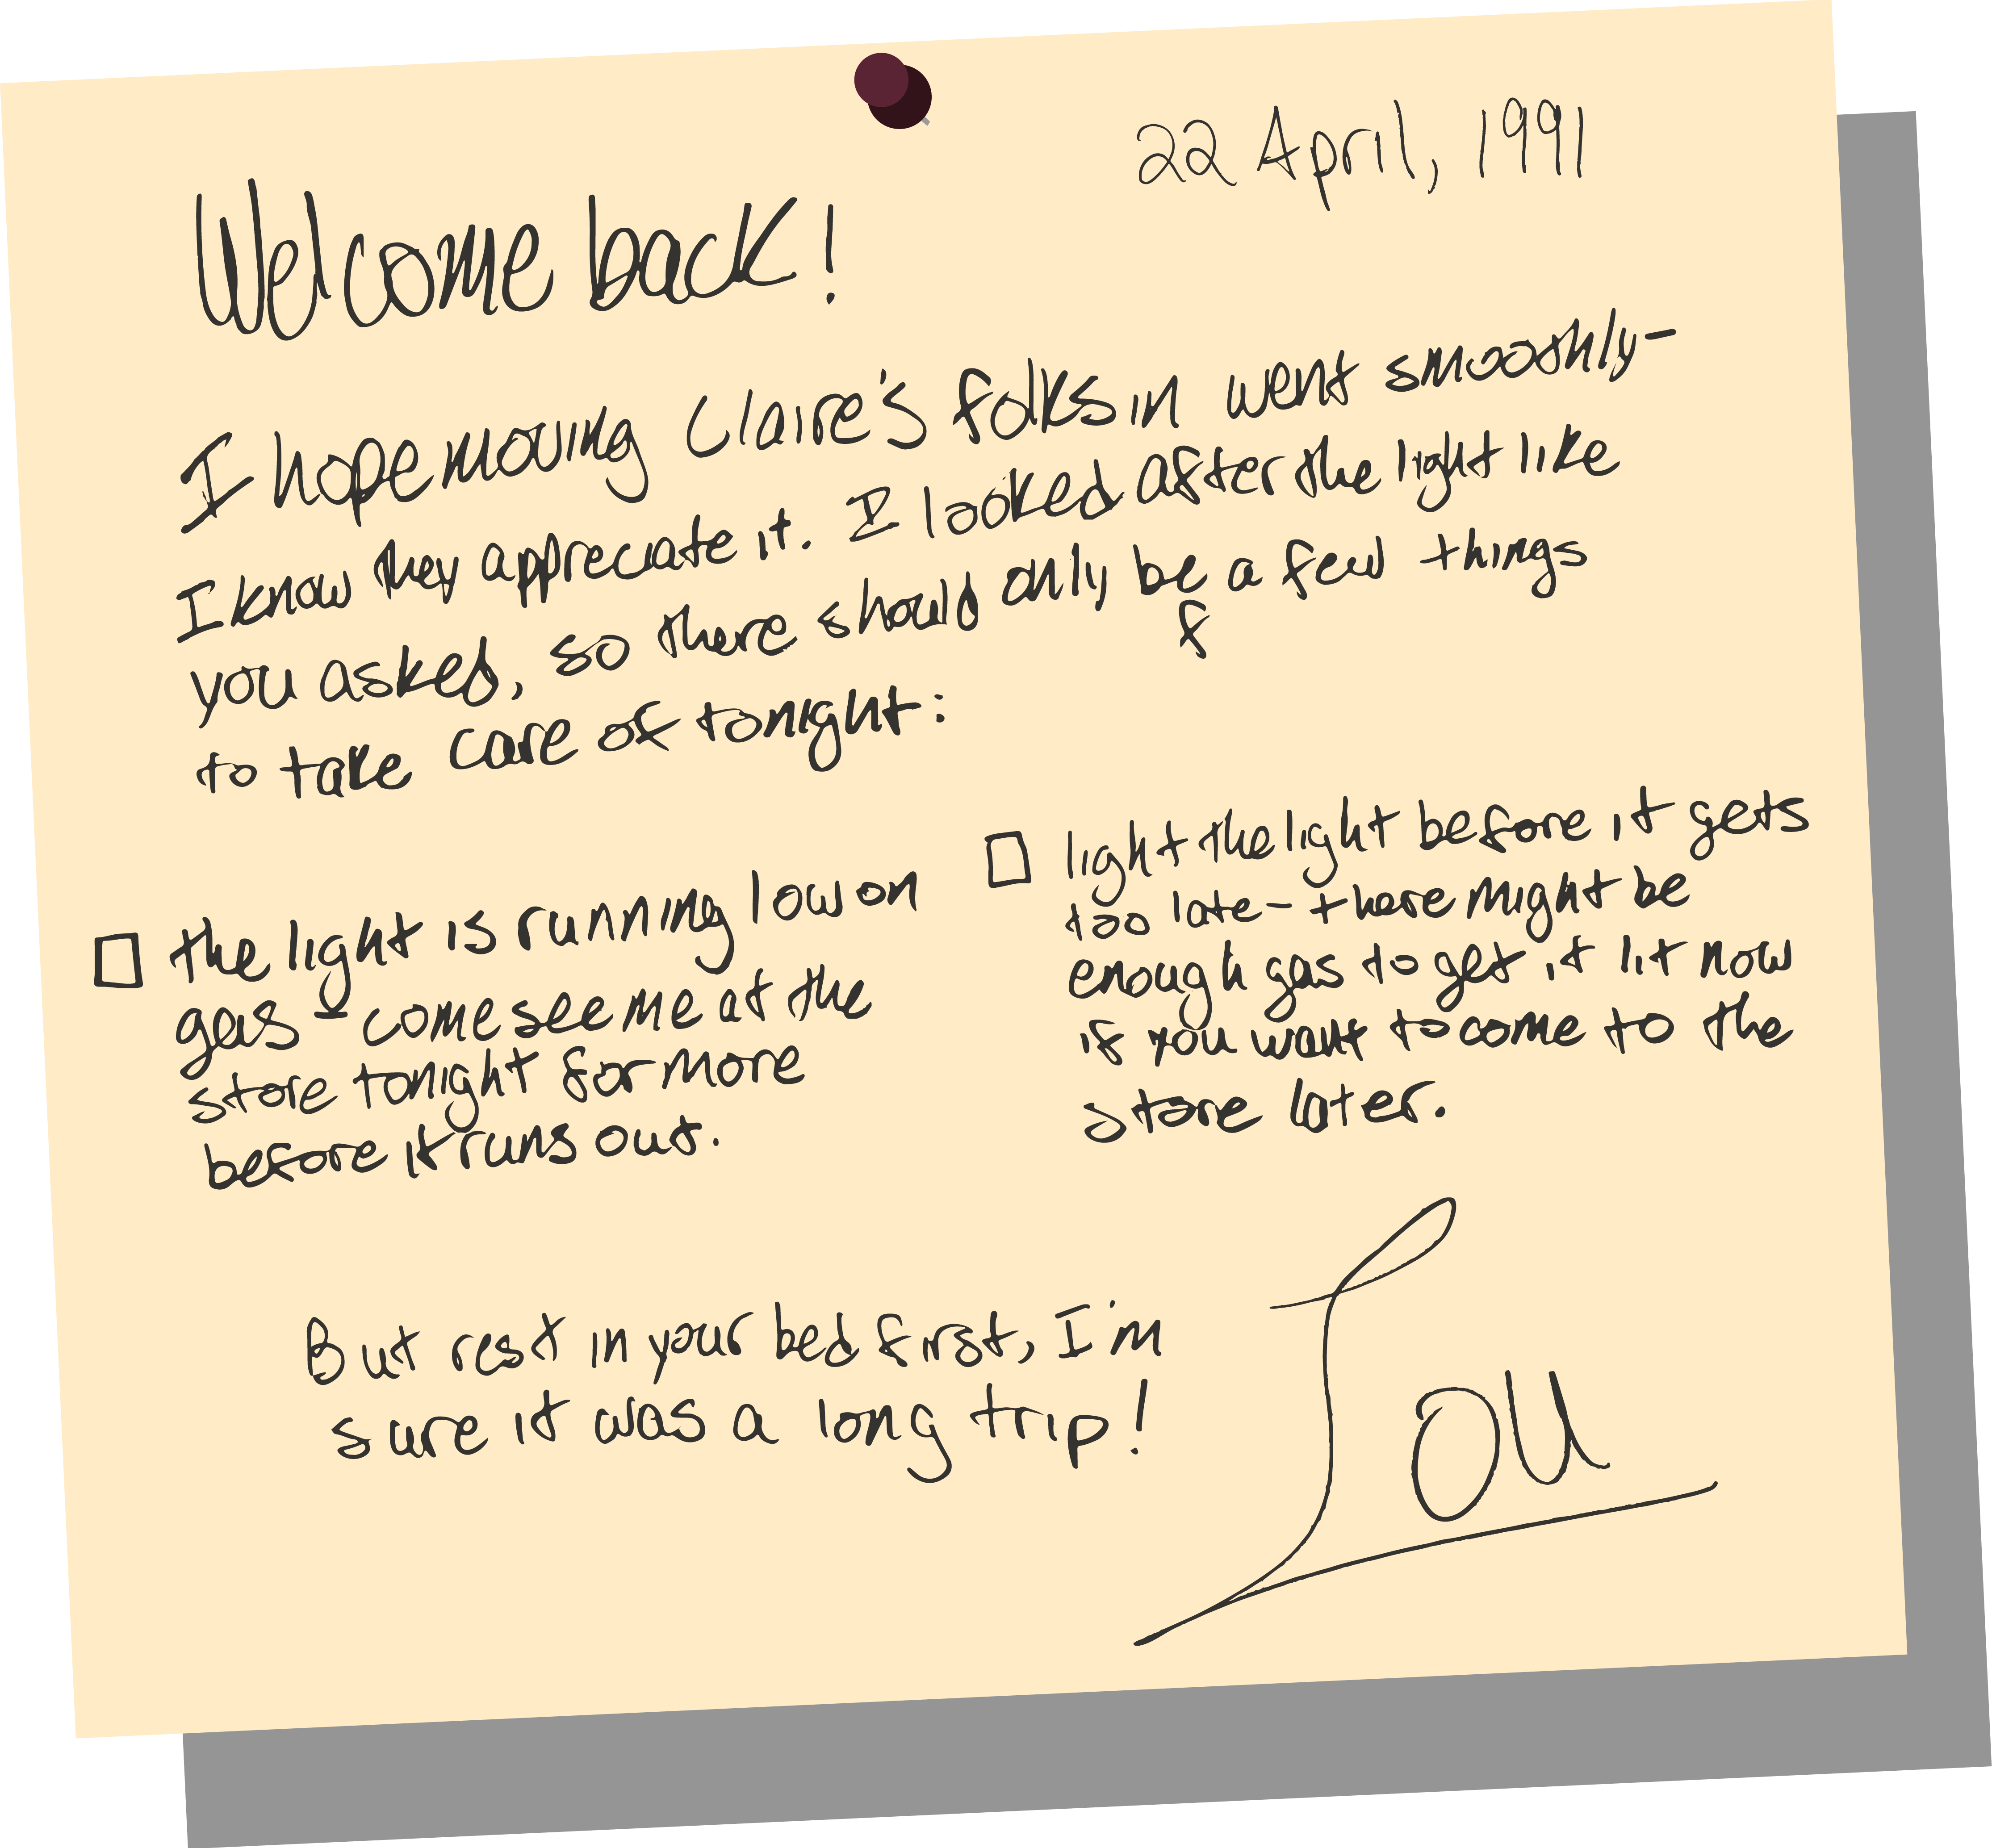 22 April, 1991
Welcome back!
I hope moving Claire's folks in went smoothly-
I know they appreciate it. I looked after the light like
you asked, so there should only be a few things
to take care of tonight:
the light is running low on
gas- come see me at the
store tonight for more
before it runs out.
light the light before it gets
too late - there might be
enough gas to get it lit now
if you want to come to the
store later.
But rest in your bed first, I'm
sure it was a long trip!
Lou